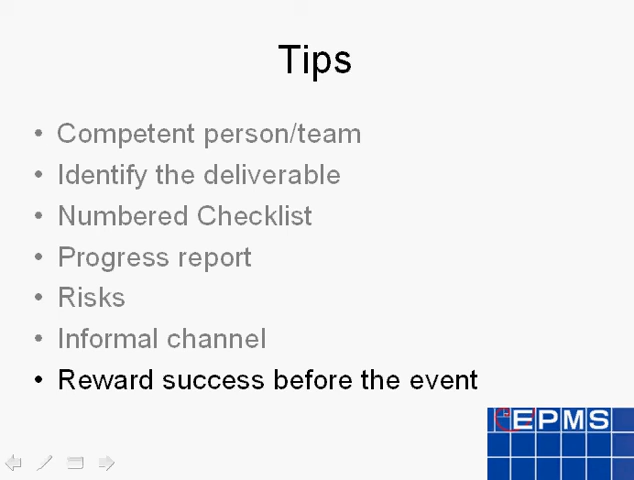 Tips
• Competent person/team
• Identify the deliverable
• Numbered Checklist
• Progress report
• Risks
• Informal channel
• Reward success before the event
EPMS